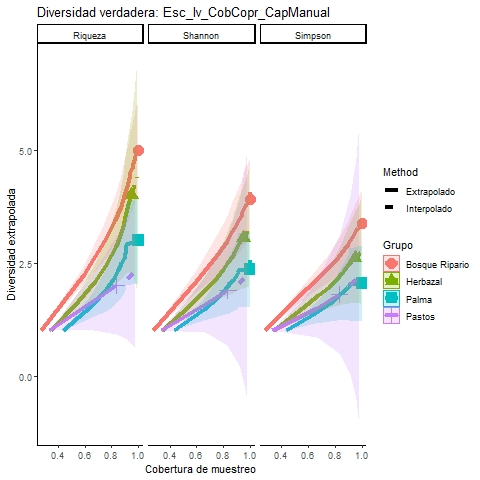 Diversidad verdadera: Esc_Iv_CobCopr_CapManual
Riqueza
Shannon
Simpson
Diversidad extrapolada
5.0
2.5
0.0
0.4 0.6 0.8 1.0
0.4 0.6 0.8 1.0
0.4 0.6 0.8 1.0
Cobertura de muestreo
Method
Extrapolado
Interpolado
Grupo
Bosque Ripario
Herbazal
Palma
Pastos